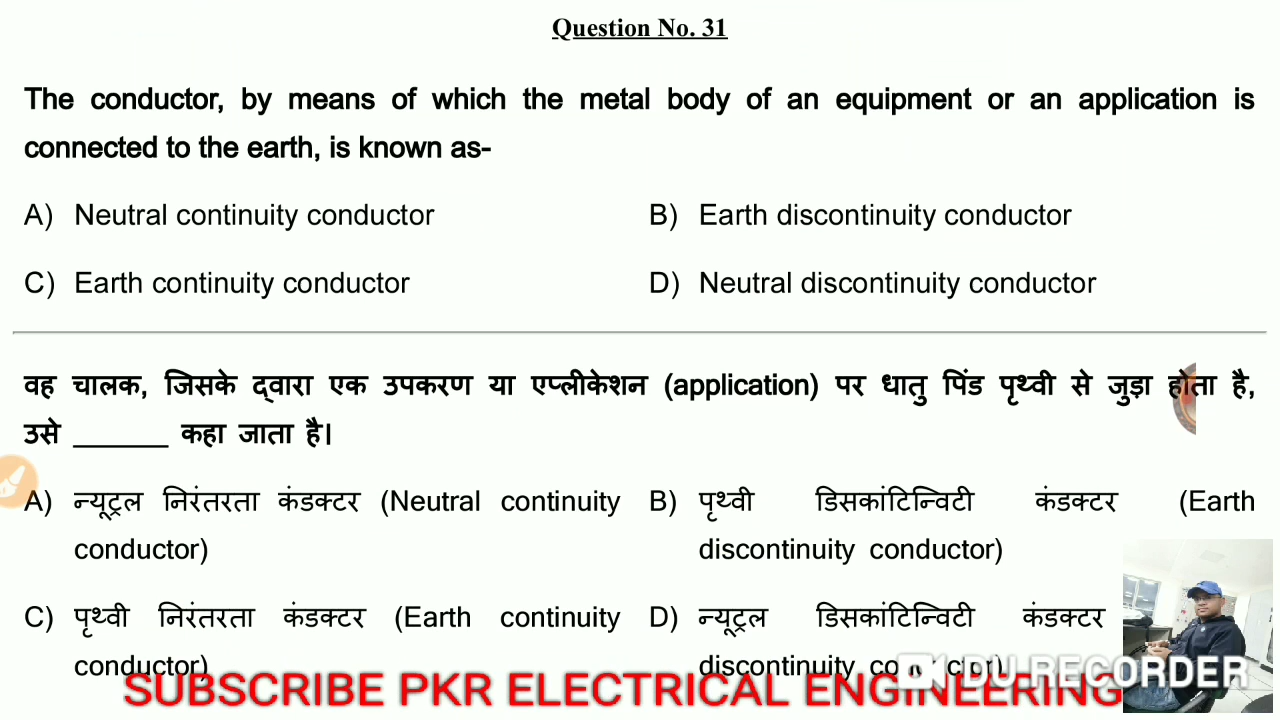 Question No. 31
The conductor, by means of which the metal body of an equipment or an application is
connected to the earth, is known as-
A) Neutral continuity conductor B) Earth discontinuity conductor
C) Earth continuity conductor D) Neutral discontinuity conductor
वह चालक, जिसके द्वारा एक उपकरण या एप्लीकेशन (application) पर धातु पिंड पृथ्वी से जुड़ा होता है,
उसे ______ कहा जाता है।
A) न्यूट्रल निरंतरता कंडक्टर (Neutral continuity B) पृथ्वी डिसकांटिन्विटी कंडक्टर (Earth
conductor) discontinuity conductor)
C) पृथ्वी निरंतरता कंडक्टर (Earth continuity D) न्यूट्रल डिसकांटिन्विटी कंडक्टर
conductor) discontinuity conductor)
SUBSCRIBE PKR ELECTRICAL ENGINEERING
DU RECORDER